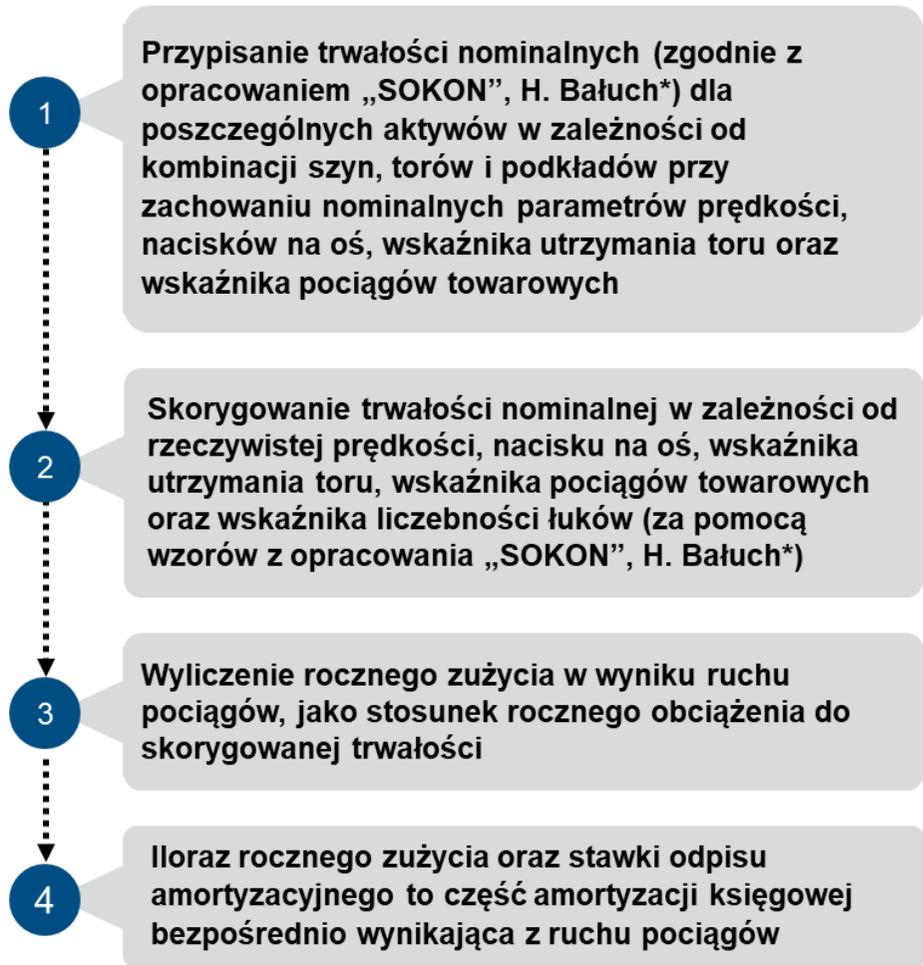 1
Przypisanie trwałości nominalnych (zgodnie z
opracowaniem „SOKON”, H. Bałuch*) dla
poszczególnych aktywów w zależności od
kombinacji szyn, torów i podkładów przy
zachowaniu nominalnych parametrów prędkości,
nacisków na oś, wskaźnika utrzymania toru oraz
wskaźnika pociągów towarowych
2
Skorygowanie trwałości nominalnej w zależności od
rzeczywistej prędkości, nacisku na oś, wskaźnika
utrzymania toru, wskaźnika pociągów towarowych
oraz wskaźnika liczebności łuków (za pomocą
wzorów z opracowania „SOKON”, H. Bałuch*)
3
Wyliczenie rocznego zużycia w wyniku ruchu
pociągów, jako stosunek rocznego obciążenia do
skorygowanej trwałości
4
Iloraz rocznego zużycia oraz stawki odpisu
amortyzacyjnego to część amortyzacji księgowej
bezpośrednio wynikająca z ruchu pociągów